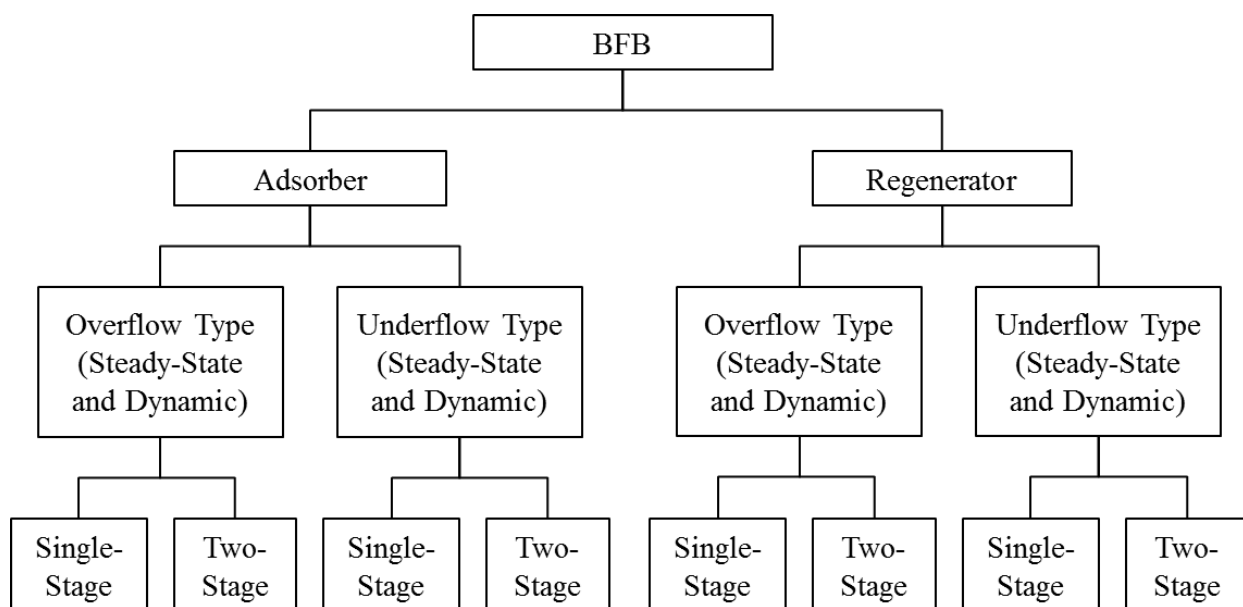 BFB
Adsorber
Regenerator
Overflow Type
(Steady-State
and Dynamic)
Underflow Type
(Steady-State
and Dynamic)
Overflow Type
(Steady-State
and Dynamic)
Underflow Type
(Steady-State
and Dynamic)
Single-
Stage
Two-
Stage
Single-
Stage
Two-
Stage
Single-
Stage
Two-
Stage
Single-
Stage
Two-
Stage